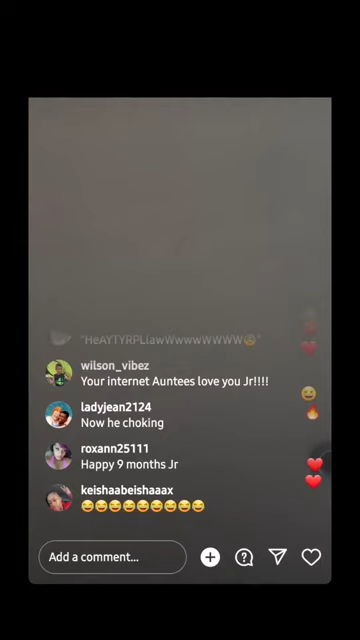 "HeAYTYRPLlawWwwwWWWW🥴"
wilson_vibez
Your internet Auntees love you Jr!!!!
ladyjean2124
Now he choking
roxann25111
Happy 9 months Jr
keishaabeishaaax
😂😂😂😂😂😂😂😂😂
Add a comment...